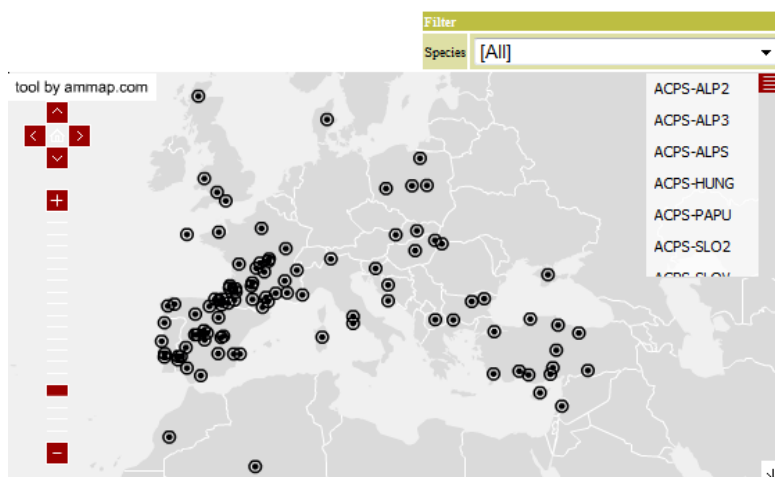 Filter
Species [All]
tool by ammap.com
ACPS-ALP2
ACPS-ALP3
ACPS-ALPS
ACPS-HUNG
ACPS-PAPU
ACPS-SLO2